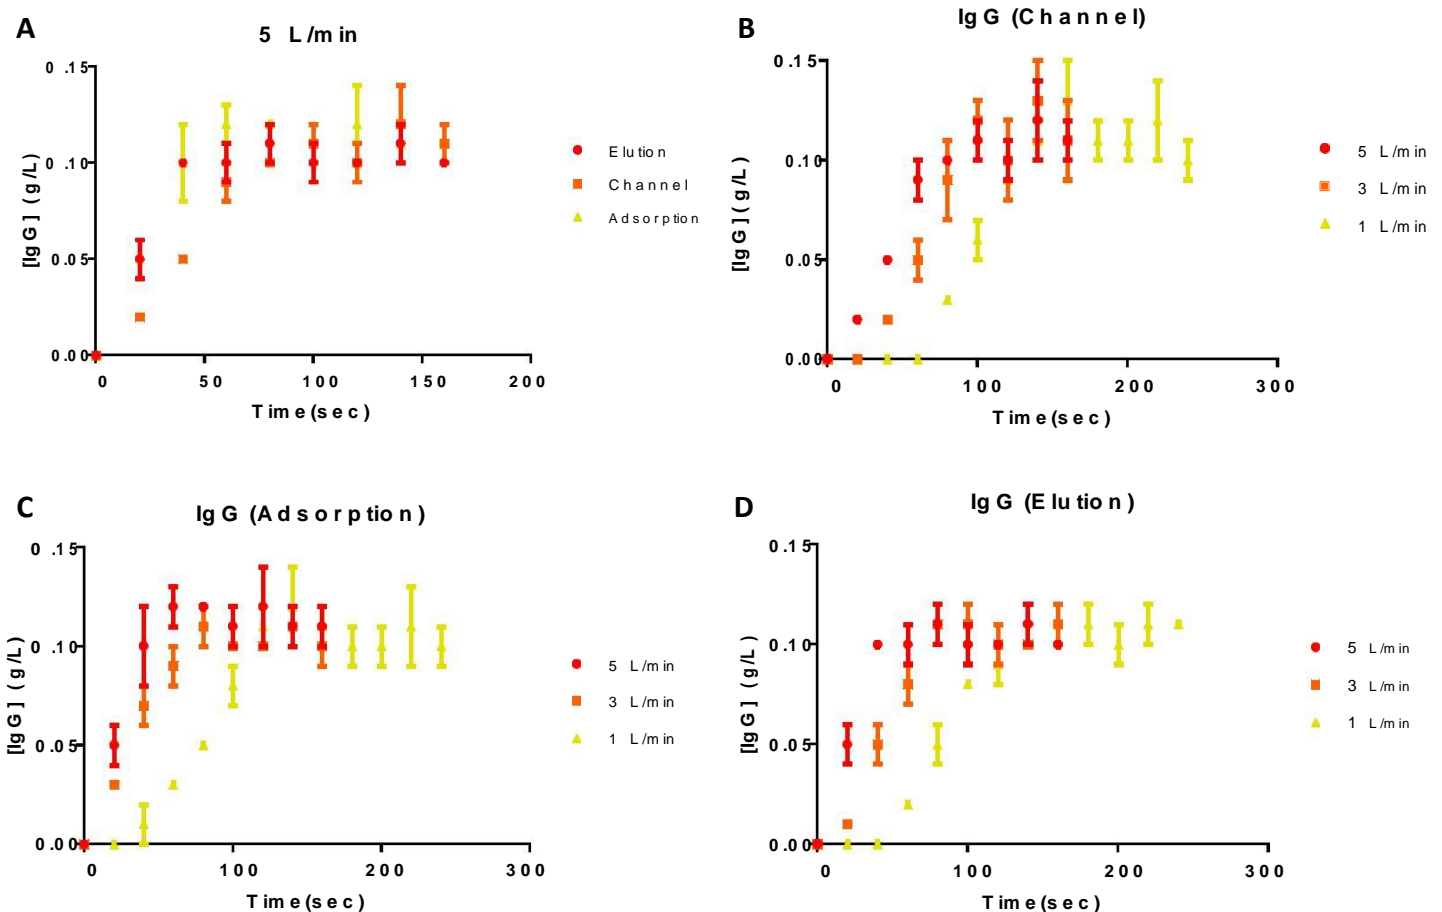 A
5 L/min
0.15
0.10
0.05
0.00
[IgG] (g/L)
0 50 100 150 200
Time(sec)
Elution
Channel
Adsorption
B
IgG (Channel)
0.15
0.10
0.05
0.00
[IgG] (g/L)
0 100 200 300
Time(sec)
5 L/min
3 L/min
1 L/min
C
IgG (Adsorption)
0.15
0.10
0.05
0.00
[IgG] (g/L)
0 100 200 300
Time(sec)
5 L/min
3 L/min
1 L/min
D
IgG (Elution)
0.15
0.10
0.05
0.00
[IgG] (g/L)
0 100 200 300
Time(sec)
5 L/min
3 L/min
1 L/min